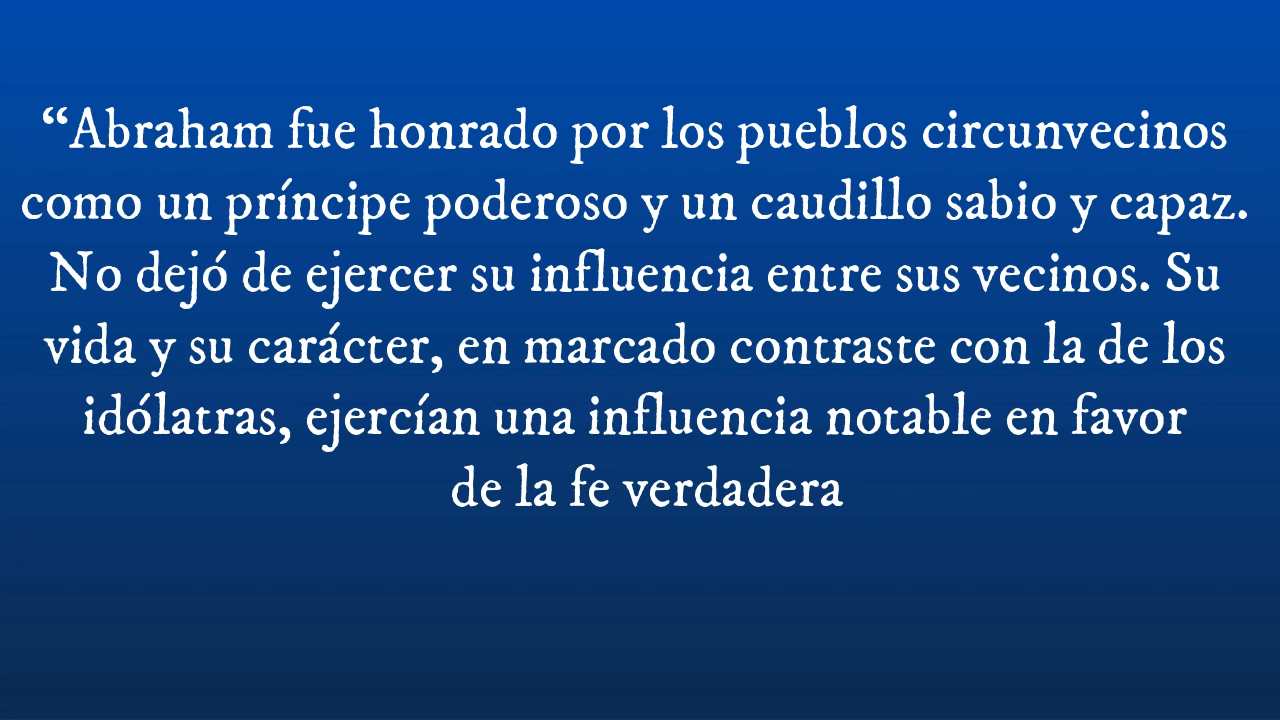 “Abraham fue honrado por los pueblos circunvecinos
como un príncipe poderoso y un caudillo sabio y capaz.
No dejó de ejercer su influencia entre sus vecinos. Su
vida y su carácter, en marcado contraste con la de los
idólatras, ejercían una influencia notable en favor
de la fe verdadera